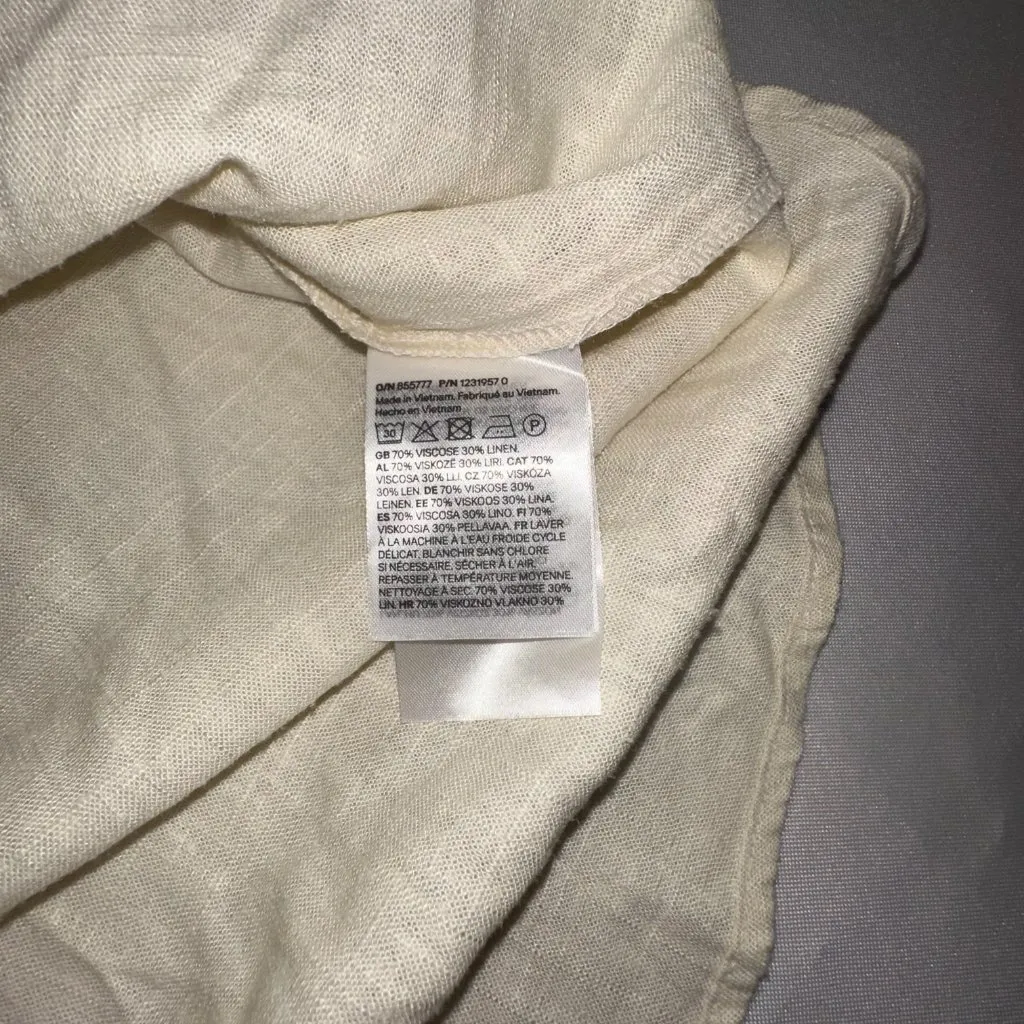 O/N 855777 P/N 1231957 0
Made in Vietnam. Fabriqué au Vietnam.
Hecho en Vietnam
30 P
GB 70% VISCOSE 30% LINEN.
AL 70% VISKOZË 30% LIRI. CAT 70%
VISCOSA 30% LLI. CZ 70% VISKÓZA
30% LEN. DE 70% VISKOSE 30%
LEINEN. EE 70% VISKOOS 30% LINA.
ES 70% VISCOSA 30% LINO. FI 70%
VISKOOSIA 30% PELLAVAA. FR LAVER
À LA MACHINE À L'EAU FROIDE CYCLE
DÉLICAT. BLANCHIR SANS CHLORE
SI NÉCESSAIRE. SÉCHER À L'AIR.
REPASSER À TEMPÉRATURE MOYENNE.
NETTOYAGE À SEC. 70% VISCOSE 30%
LIN. HR 70% VISKOZNO VLAKNO 30%